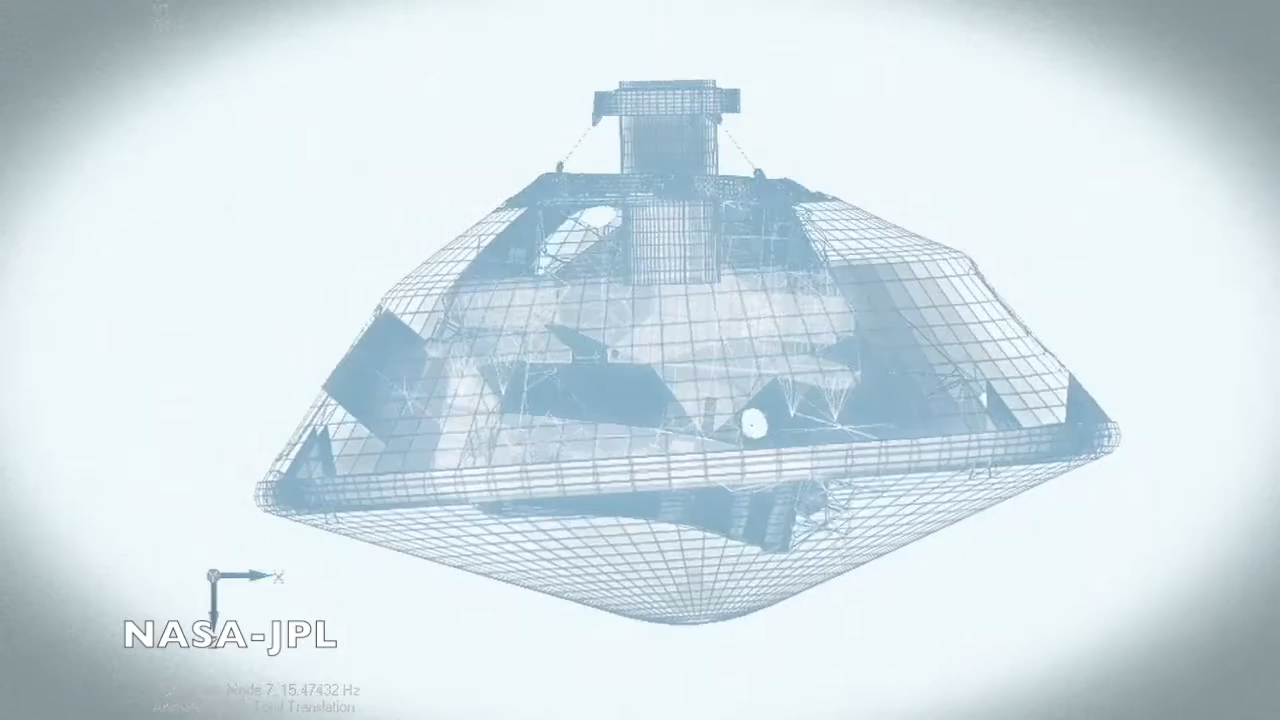 X
NASA-JPL
Mode 7, 15.47432 Hz
Total Translation